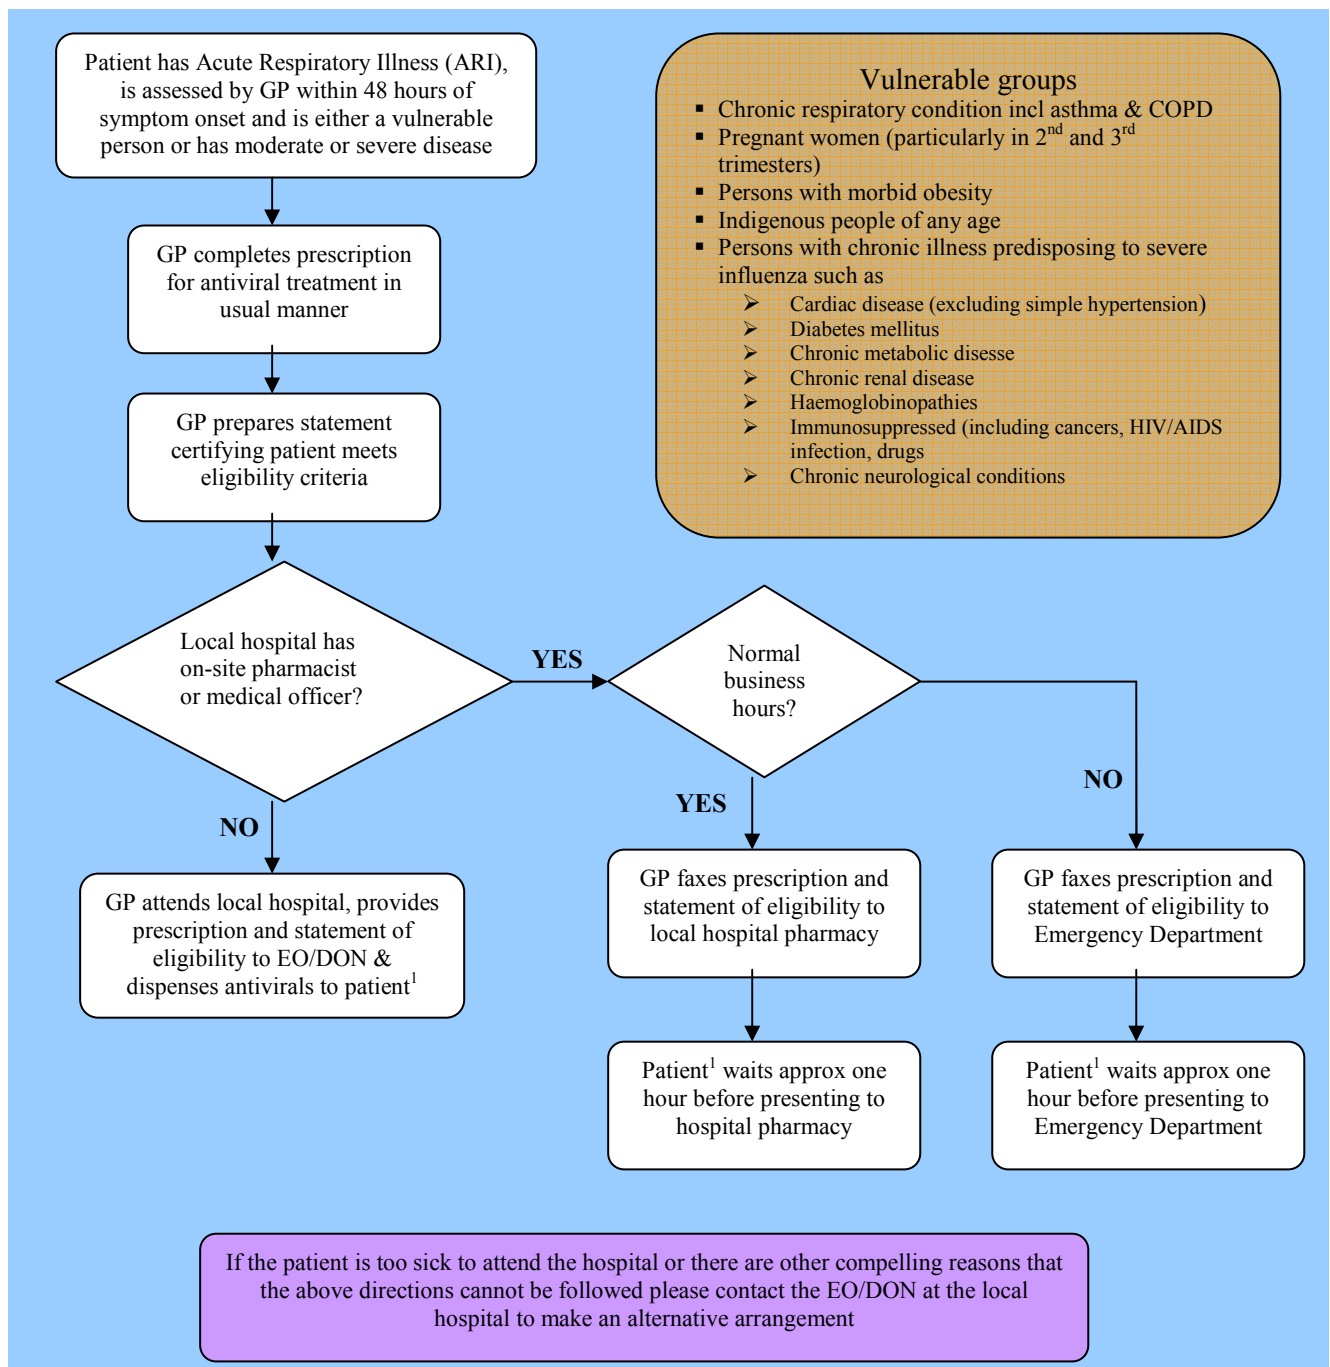 Patient has Acute Respiratory Illness (ARI),
is assessed by GP within 48 hours of
symptom onset and is either a vulnerable
person or has moderate or severe disease
GP completes prescription
for antiviral treatment in
usual manner
GP prepares statement
certifying patient meets
eligibility criteria
Vulnerable groups
▪ Chronic respiratory condition incl asthma & COPD
▪ Pregnant women (particularly in 2nd and 3rd
trimesters)
▪ Persons with morbid obesity
▪ Indigenous people of any age
▪ Persons with chronic illness predisposing to severe
influenza such as
➢ Cardiac disease (excluding simple hypertension)
➢ Diabetes mellitus
➢ Chronic metabolic disesse
➢ Chronic renal disease
➢ Haemoglobinopathies
➢ Immunosuppressed (including cancers, HIV/AIDS
infection, drugs
➢ Chronic neurological conditions
Local hospital has
on-site pharmacist
or medical officer?
YES
Normal
business
hours?
NO
YES
NO
GP attends local hospital, provides
prescription and statement of
eligibility to EO/DON &
dispenses antivirals to patient1
GP faxes prescription and
statement of eligibility to
local hospital pharmacy
GP faxes prescription and
statement of eligibility to
Emergency Department
Patient1 waits approx one
hour before presenting to
hospital pharmacy
Patient1 waits approx one
hour before presenting to
Emergency Department
If the patient is too sick to attend the hospital or there are other compelling reasons that
the above directions cannot be followed please contact the EO/DON at the local
hospital to make an alternative arrangement